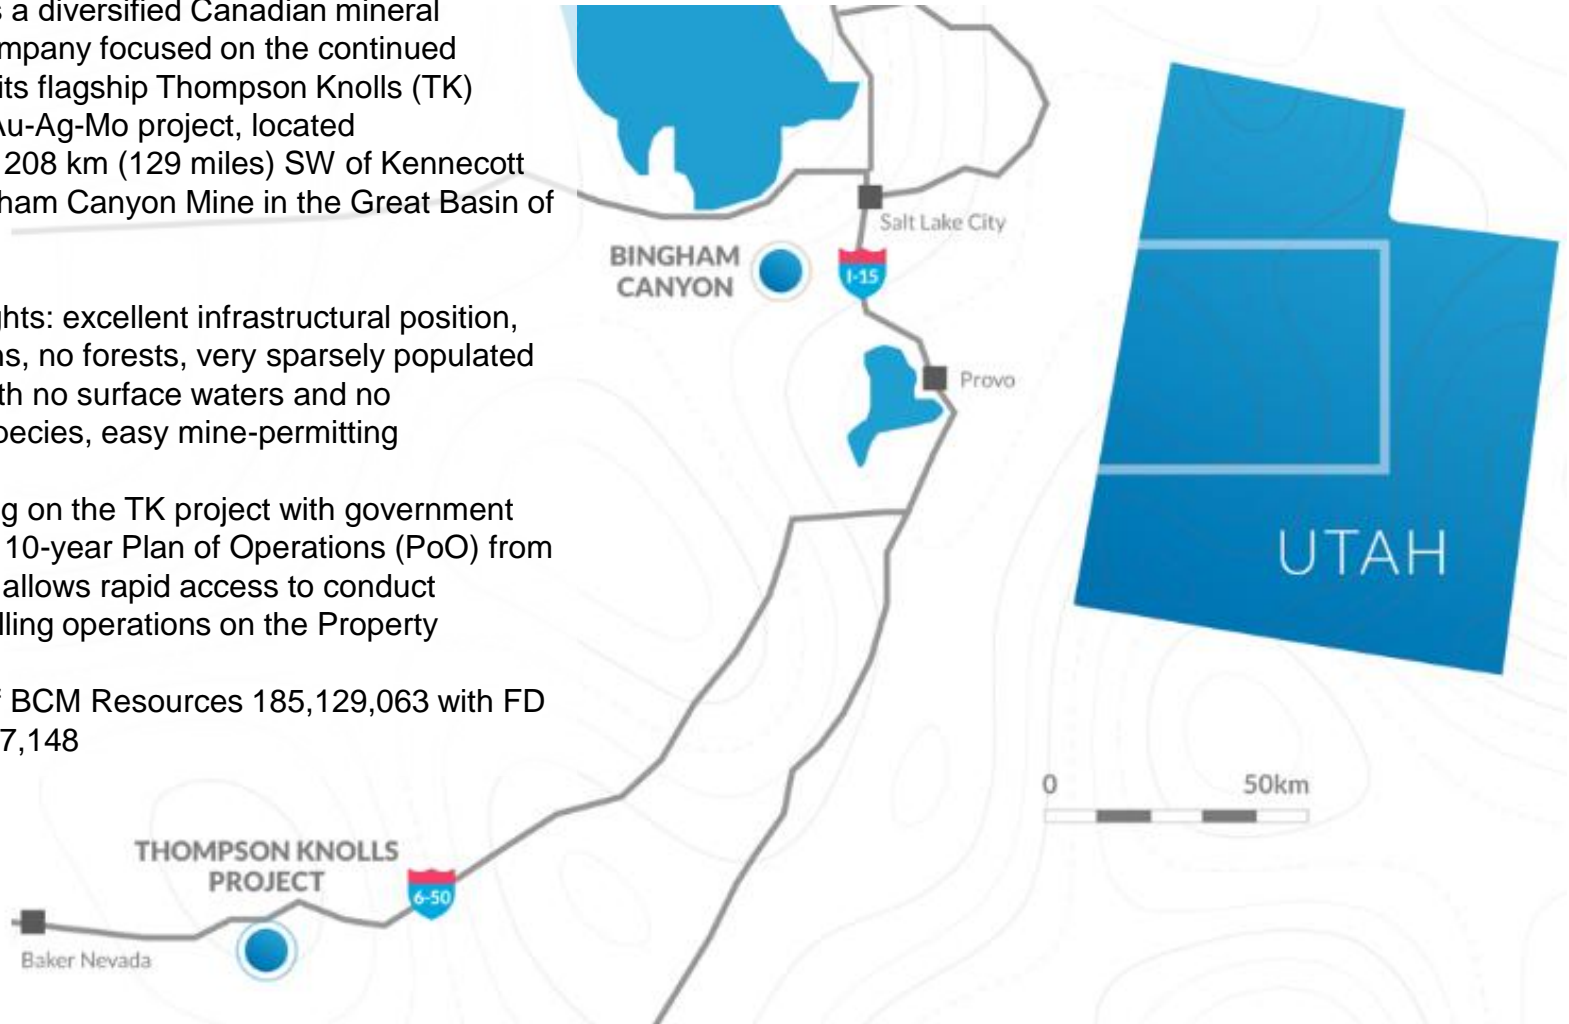 s a diversified Canadian mineral
mpany focused on the continued
its flagship Thompson Knolls (TK)
Au-Ag-Mo project, located
208 km (129 miles) SW of Kennecott
ham Canyon Mine in the Great Basin of
ghts: excellent infrastructural position,
ns, no forests, very sparsely populated
th no surface waters and no
pecies, easy mine-permitting
g on the TK project with government
10-year Plan of Operations (PoO) from
allows rapid access to conduct
lling operations on the Property
f BCM Resources 185,129,063 with FD
7,148
Salt Lake City
BINGHAM
CANYON
I-15
Provo
UTAH
0 50km
THOMPSON KNOLLS
PROJECT
6-50
Baker Nevada